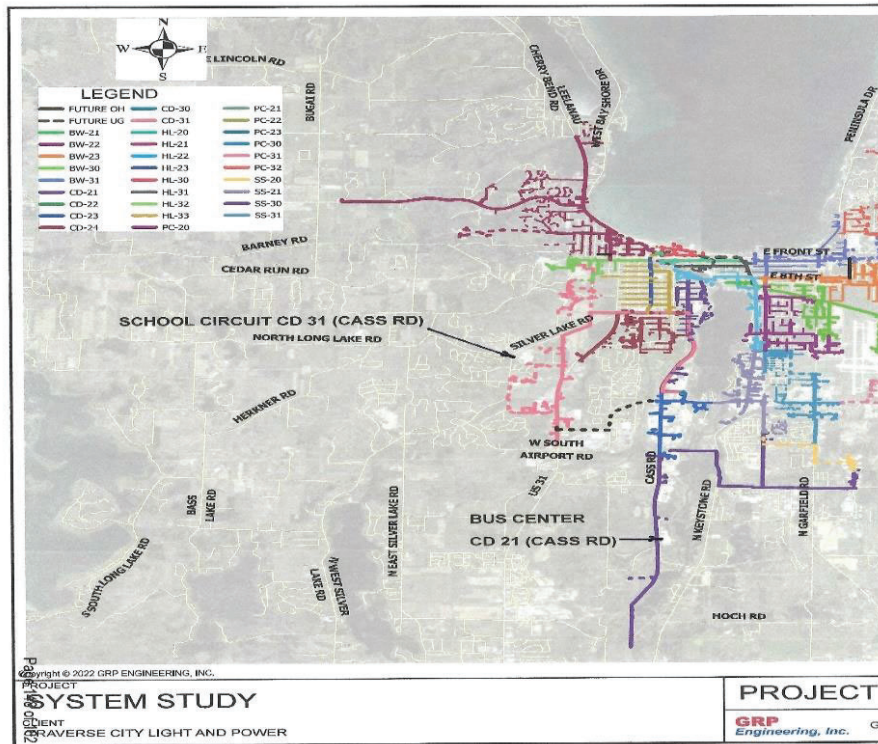 N
W E
S
E LINCOLN RD
LEGEND
FUTURE OH
FUTURE UG
BW-21
BW-22
BW-23
BW-30
BW-31
CD-21
CD-22
CD-23
CD-24
CD-30
CD-31
HL-20
HL-21
HL-22
HL-23
HL-30
HL-31
HL-32
HL-33
PC-20
PC-21
PC-22
PC-23
PC-30
PC-31
PC-32
SS-20
SS-21
SS-30
SS-31
BUGAI RD
CHERRY BEND RD
LEELANAU
WEST BAY SHORE DR
PENINSULA DR
BARNEY RD
CEDAR RUN RD
E FRONT ST
E 8TH ST
SCHOOL CIRCUIT CD 31 (CASS RD)
NORTH LONG LAKE RD
SILVER LAKE RD
HERKNER RD
W SOUTH
AIRPORT RD
US 31
CASS RD
N KEYSTONE RD
N GARFIELD RD
BASS
LAKE RD
N EAST SILVER LAKE RD
BUS CENTER
CD 21 (CASS RD)
S SOUTH LONG LAKE RD
N WEST SILVER
LAKE RD
HOCH RD
Copyright © 2022 GRP ENGINEERING, INC.
PROJECT
SYSTEM STUDY
CLIENT
TRAVERSE CITY LIGHT AND POWER
PROJECT
GRP
Engineering, Inc.
G